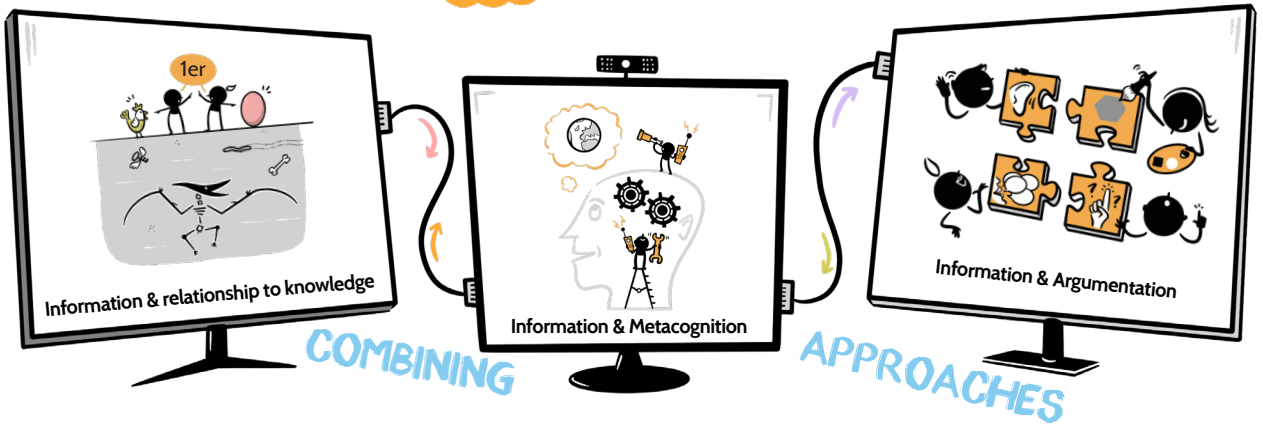 1er
Information & relationship to knowledge
Information & Metacognition
? ?
Information & Argumentation
COMBINING
APPROACHES